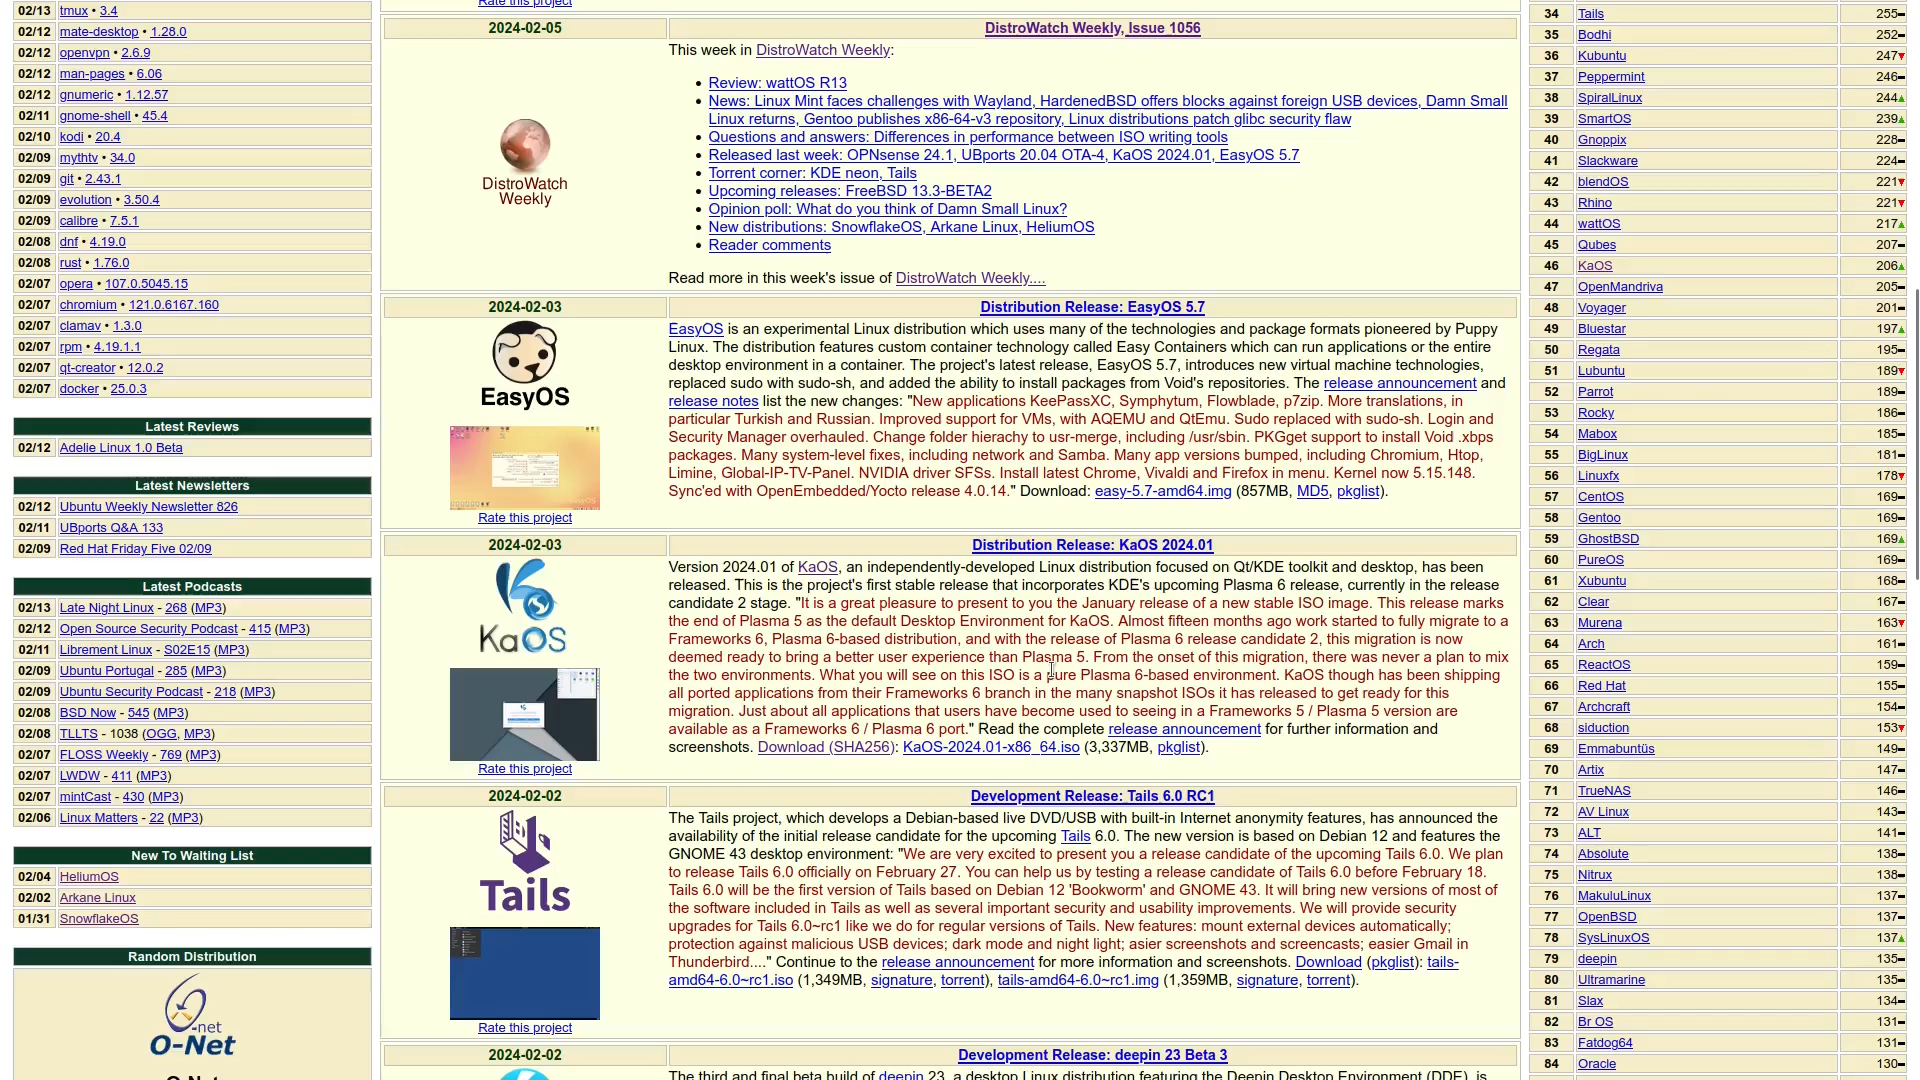 02/13 tmux • 3.4
02/12 mate-desktop • 1.28.0
02/12 openvpn • 2.6.9
02/12 man-pages • 6.06
02/12 gnumeric • 1.12.57
02/11 gnome-shell • 45.4
02/10 kodi • 20.4
02/09 mythtv • 34.0
02/09 git • 2.43.1
02/09 evolution • 3.50.4
02/09 calibre • 7.5.1
02/08 dnf • 4.19.0
02/08 rust • 1.76.0
02/07 opera • 107.0.5045.15
02/07 chromium • 121.0.6167.160
02/07 clamav • 1.3.0
02/07 rpm • 4.19.1.1
02/07 qt-creator • 12.0.2
02/07 docker • 25.0.3
Latest Reviews
02/12 Adelie Linux 1.0 Beta
Latest Newsletters
02/12 Ubuntu Weekly Newsletter 826
02/11 UBports Q&A 133
02/09 Red Hat Friday Five 02/09
Latest Podcasts
02/13 Late Night Linux - 268 (MP3)
02/12 Open Source Security Podcast - 415 (MP3)
02/11 Librement Linux - S02E15 (MP3)
02/09 Ubuntu Portugal - 285 (MP3)
02/09 Ubuntu Security Podcast - 218 (MP3)
02/08 BSD Now - 545 (MP3)
02/08 TLLTS - 1038 (OGG, MP3)
02/07 FLOSS Weekly - 769 (MP3)
02/07 LWDW - 411 (MP3)
02/07 mintCast - 430 (MP3)
02/06 Linux Matters - 22 (MP3)
New To Waiting List
02/04 HeliumOS
02/02 Arkane Linux
01/31 SnowflakeOS
Random Distribution
-net
O-Net
O-Net
Rate this project
2024-02-05 DistroWatch Weekly, Issue 1056
DistroWatch
Weekly
This week in DistroWatch Weekly:
• Review: wattOS R13
• News: Linux Mint faces challenges with Wayland, HardenedBSD offers blocks against foreign USB devices, Damn Small
Linux returns, Gentoo publishes x86-64-v3 repository, Linux distributions patch glibc security flaw
• Questions and answers: Differences in performance between ISO writing tools
• Released last week: OPNsense 24.1, UBports 20.04 OTA-4, KaOS 2024.01, EasyOS 5.7
• Torrent corner: KDE neon, Tails
• Upcoming releases: FreeBSD 13.3-BETA2
• Opinion poll: What do you think of Damn Small Linux?
• New distributions: SnowflakeOS, Arkane Linux, HeliumOS
• Reader comments
Read more in this week's issue of DistroWatch Weekly....
2024-02-03 Distribution Release: EasyOS 5.7
EasyOS
Rate this project
EasyOS is an experimental Linux distribution which uses many of the technologies and package formats pioneered by Puppy
Linux. The distribution features custom container technology called Easy Containers which can run applications or the entire
desktop environment in a container. The project's latest release, EasyOS 5.7, introduces new virtual machine technologies,
replaced sudo with sudo-sh, and added the ability to install packages from Void's repositories. The release announcement and
release notes list the new changes: "New applications KeePassXC, Symphytum, Flowblade, p7zip. More translations, in
particular Turkish and Russian. Improved support for VMs, with AQEMU and QtEmu. Sudo replaced with sudo-sh. Login and
Security Manager overhauled. Change folder hierachy to usr-merge, including /usr/sbin. PKGget support to install Void .xbps
packages. Many system-level fixes, including network and Samba. Many app versions bumped, including Chromium, Htop,
Limine, Global-IP-TV-Panel. NVIDIA driver SFSs. Install latest Chrome, Vivaldi and Firefox in menu. Kernel now 5.15.148.
Sync'ed with OpenEmbedded/Yocto release 4.0.14." Download: easy-5.7-amd64.img (857MB, MD5, pkglist).
2024-02-03 Distribution Release: KaOS 2024.01
KaOS
Rate this project
Version 2024.01 of KaOS, an independently-developed Linux distribution focused on Qt/KDE toolkit and desktop, has been
released. This is the project's first stable release that incorporates KDE's upcoming Plasma 6 release, currently in the release
candidate 2 stage. "It is a great pleasure to present to you the January release of a new stable ISO image. This release marks
the end of Plasma 5 as the default Desktop Environment for KaOS. Almost fifteen months ago work started to fully migrate to a
Frameworks 6, Plasma 6-based distribution, and with the release of Plasma 6 release candidate 2, this migration is now
deemed ready to bring a better user experience than Plasma 5. From the onset of this migration, there was never a plan to mix
the two environments. What you will see on this ISO is a pure Plasma 6-based environment. KaOS though has been shipping
all ported applications from their Frameworks 6 branch in the many snapshot ISOs it has released to get ready for this
migration. Just about all applications that users have become used to seeing in a Frameworks 5 / Plasma 5 version are
available as a Frameworks 6 / Plasma 6 port." Read the complete release announcement for further information and
screenshots. Download (SHA256): KaOS-2024.01-x86_64.iso (3,337MB, pkglist).
2024-02-02 Development Release: Tails 6.0 RC1
Tails
Rate this project
The Tails project, which develops a Debian-based live DVD/USB with built-in Internet anonymity features, has announced the
availability of the initial release candidate for the upcoming Tails 6.0. The new version is based on Debian 12 and features the
GNOME 43 desktop environment: "We are very excited to present you a release candidate of the upcoming Tails 6.0. We plan
to release Tails 6.0 officially on February 27. You can help us by testing a release candidate of Tails 6.0 before February 18.
Tails 6.0 will be the first version of Tails based on Debian 12 'Bookworm' and GNOME 43. It will bring new versions of most of
the software included in Tails as well as several important security and usability improvements. We will provide security
upgrades for Tails 6.0~rc1 like we do for regular versions of Tails. New features: mount external devices automatically;
protection against malicious USB devices; dark mode and night light; asier screenshots and screencasts; easier Gmail in
Thunderbird...." Continue to the release announcement for more information and screenshots. Download (pkglist): tails-
amd64-6.0~rc1.iso (1,349MB, signature, torrent), tails-amd64-6.0~rc1.img (1,359MB, signature, torrent).
2024-02-02 Development Release: deepin 23 Beta 3
The third and final beta build of deepin 23, a desktop Linux distribution featuring the Deepin Desktop Environment (DDE), is
34 Tails 255
35 Bodhi 252
36 Kubuntu 247
37 Peppermint 246
38 SpiralLinux 244
39 SmartOS 239
40 Gnoppix 228
41 Slackware 224
42 blendOS 221
43 Rhino 221
44 wattOS 217
45 Qubes 207
46 KaOS 206
47 OpenMandriva 205
48 Voyager 201
49 Bluestar 197
50 Regata 195
51 Lubuntu 189
52 Parrot 189
53 Rocky 186
54 Mabox 185
55 BigLinux 181
56 Linuxfx 178
57 CentOS 169
58 Gentoo 169
59 GhostBSD 169
60 PureOS 169
61 Xubuntu 168
62 Clear 167
63 Murena 163
64 Arch 161
65 ReactOS 159
66 Red Hat 155
67 Archcraft 154
68 siduction 153
69 Emmabuntüs 149
70 Artix 147
71 TrueNAS 146
72 AV Linux 143
73 ALT 141
74 Absolute 138
75 Nitrux 138
76 MakuluLinux 137
77 OpenBSD 137
78 SysLinuxOS 137
79 deepin 135
80 Ultramarine 135
81 Slax 134
82 Br OS 131
83 Fatdog64 131
84 Oracle 130